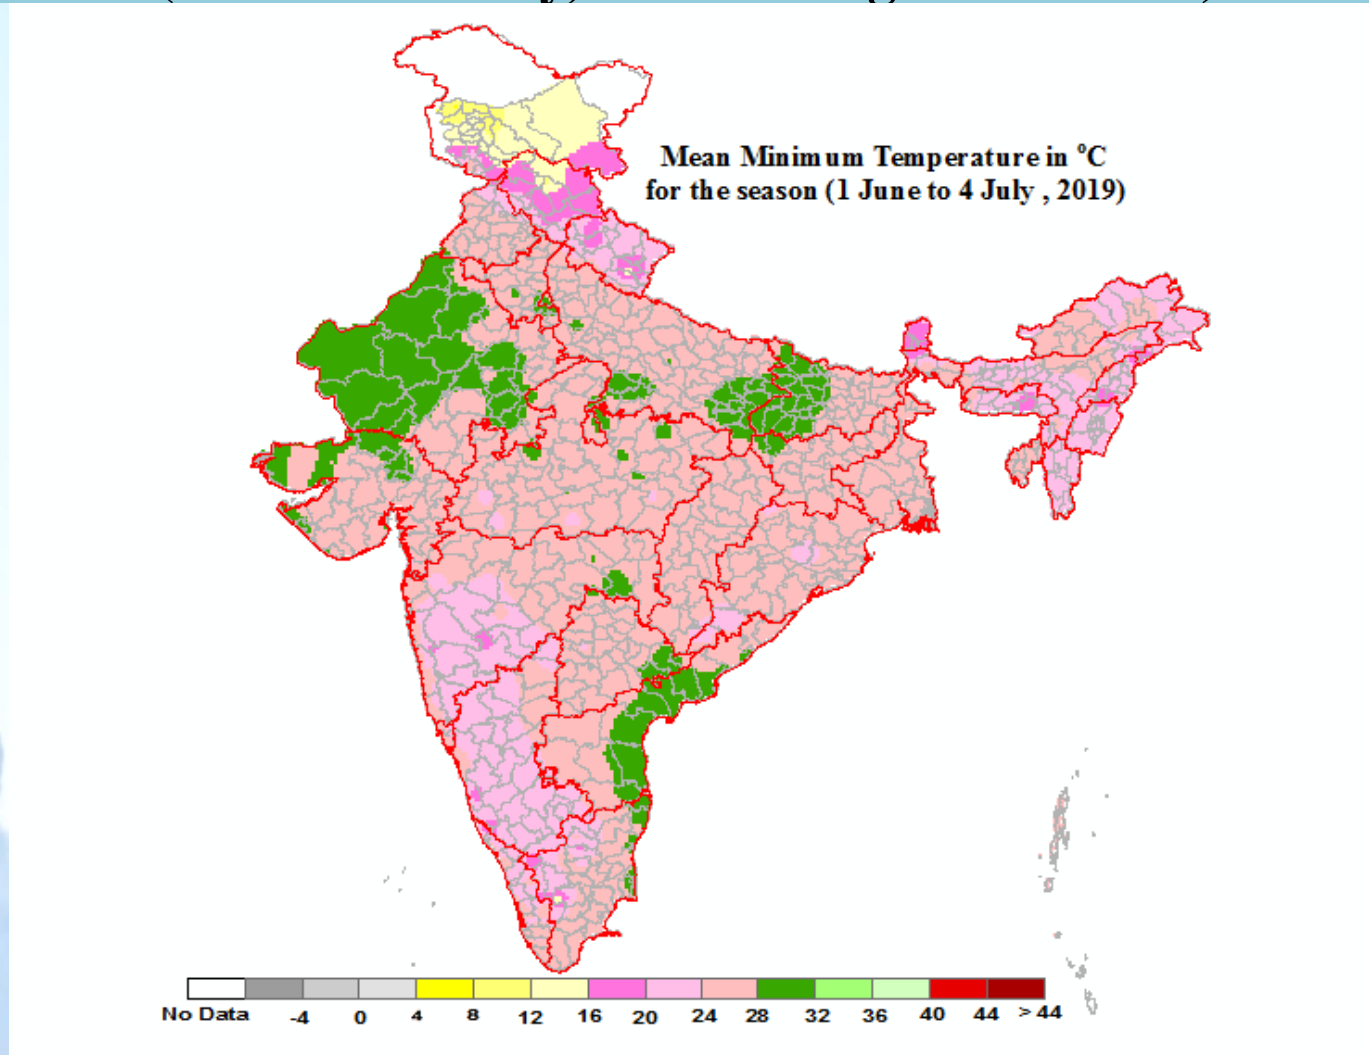 Mean Minimum Temperature in °C
for the season (1 June to 4 July , 2019)
No Data -4 0 4 8 12 16 20 24 28 32 36 40 44 > 44